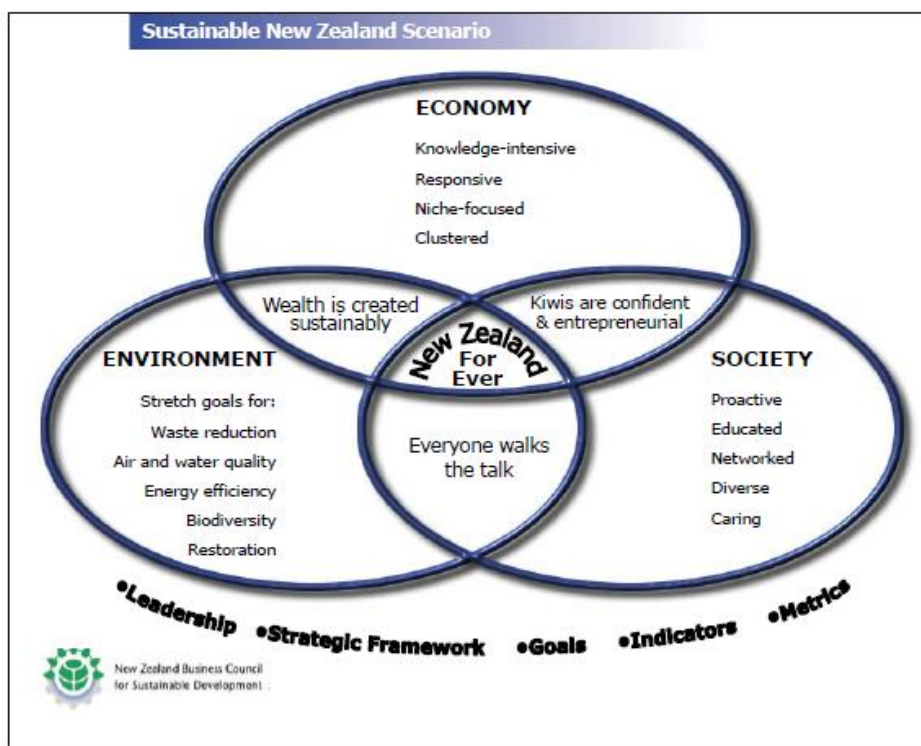 Sustainable New Zealand Scenario
ECONOMY
Knowledge-intensive
Responsive
Niche-focused
Clustered
Wealth is created
sustainably
Kiwis are confident
& entrepreneurial
New Zealand
For
Ever
ENVIRONMENT
Stretch goals for:
Waste reduction
Air and water quality
Energy efficiency
Biodiversity
Restoration
Everyone walks
the talk
SOCIETY
Proactive
Educated
Networked
Diverse
Caring
•Leadership •Strategic Framework •Goals •Indicators •Metrics
New Zealand Business Council
for Sustainable Development